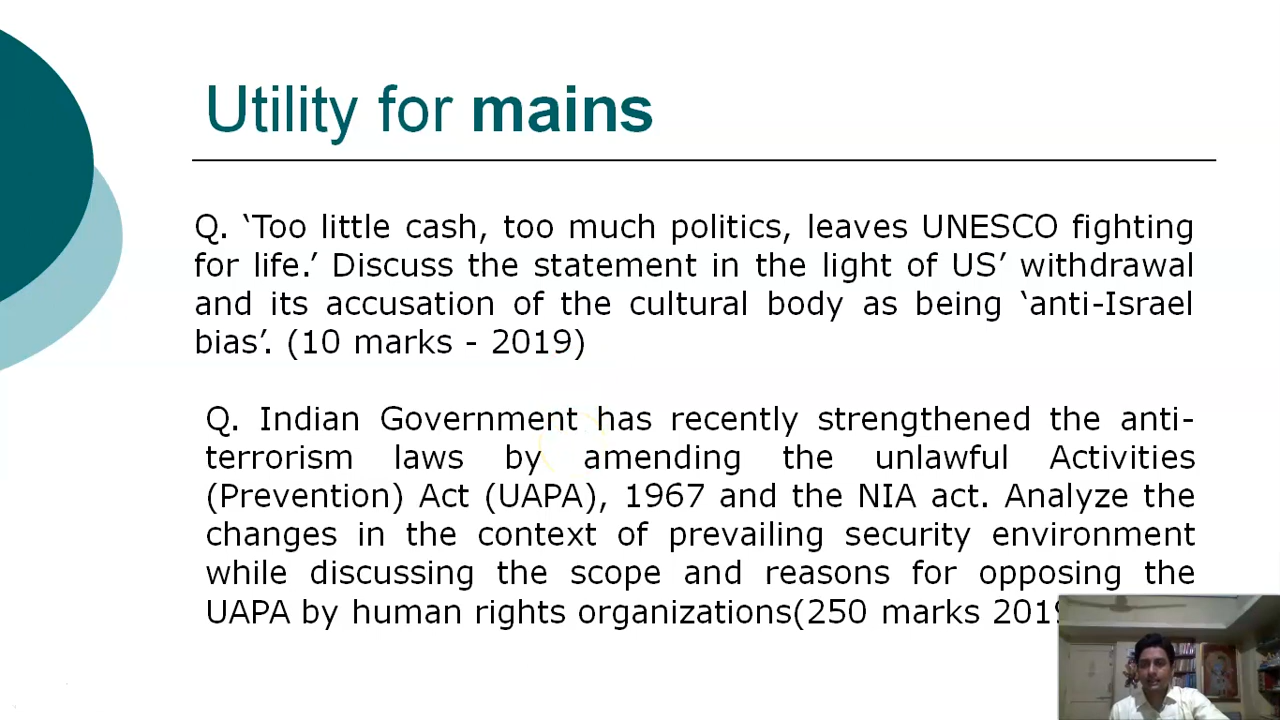 Utility for mains
Q. ‘Too little cash, too much politics, leaves UNESCO fighting
for life.’ Discuss the statement in the light of US’ withdrawal
and its accusation of the cultural body as being ‘anti-Israel
bias’. (10 marks - 2019)
Q. Indian Government has recently strengthened the anti-
terrorism laws by amending the unlawful Activities
(Prevention) Act (UAPA), 1967 and the NIA act. Analyze the
changes in the context of prevailing security environment
while discussing the scope and reasons for opposing the
UAPA by human rights organizations(250 marks 2019